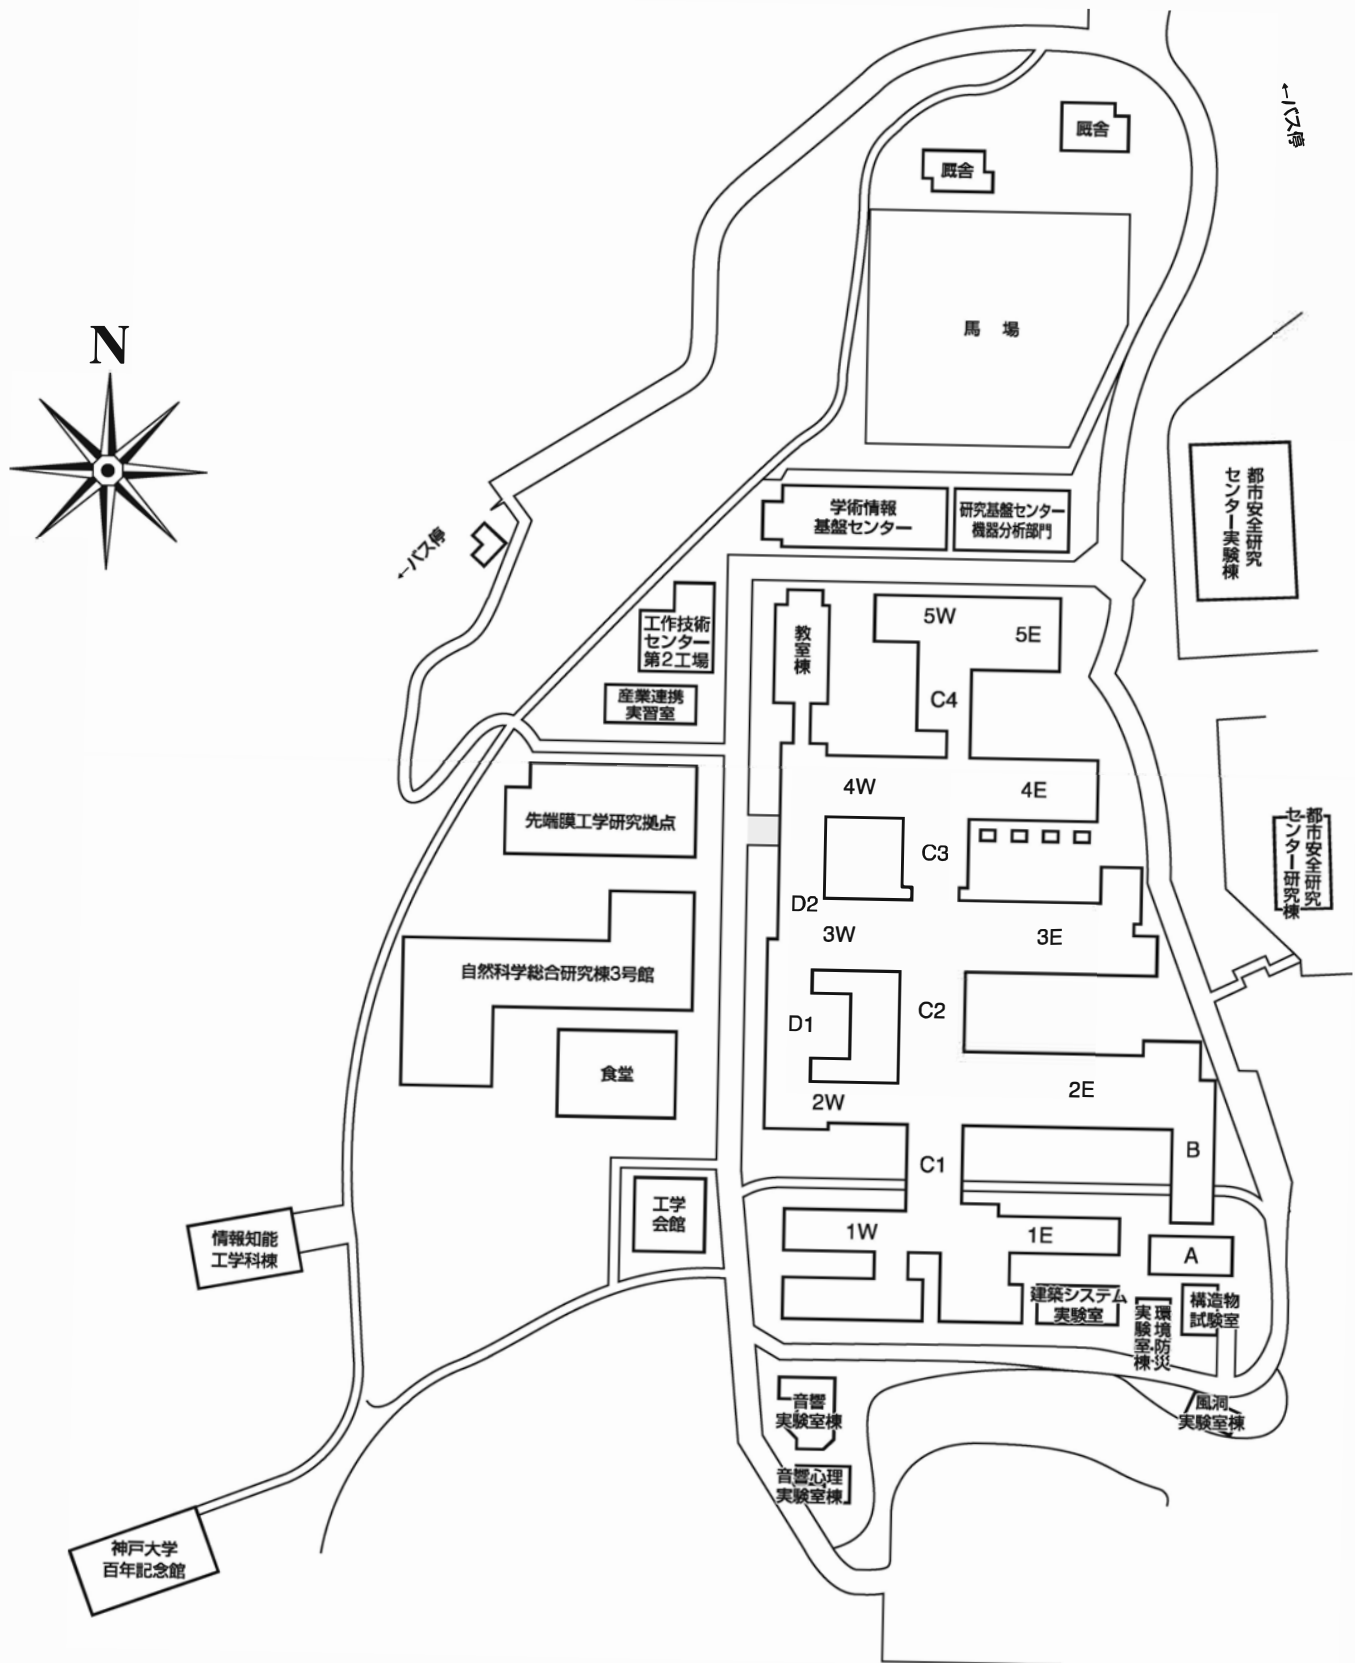 ←バス停
厩舎
厩舎
馬 場
N
←バス停
都市安全研究
センター実験棟
学術情報
基盤センター
研究基盤センター
機器分析部門
工作技術
センター
第2工場
産業連携
実習室
教室棟
5W
5E
C4
4W
4E
先端膜工学研究拠点
C3
都市安全研究
センター研究棟
D2
3W
3E
自然科学総合研究棟3号館
D1
C2
食堂
2W
2E
C1
B
工学
会館
情報知能
工学科棟
1W
1E
A
建築システム
実験室
環境防災
実験室棟
構造物
試験室
音響
実験室棟
風洞
実験室棟
音響心理
実験室棟
神戸大学
百年記念館